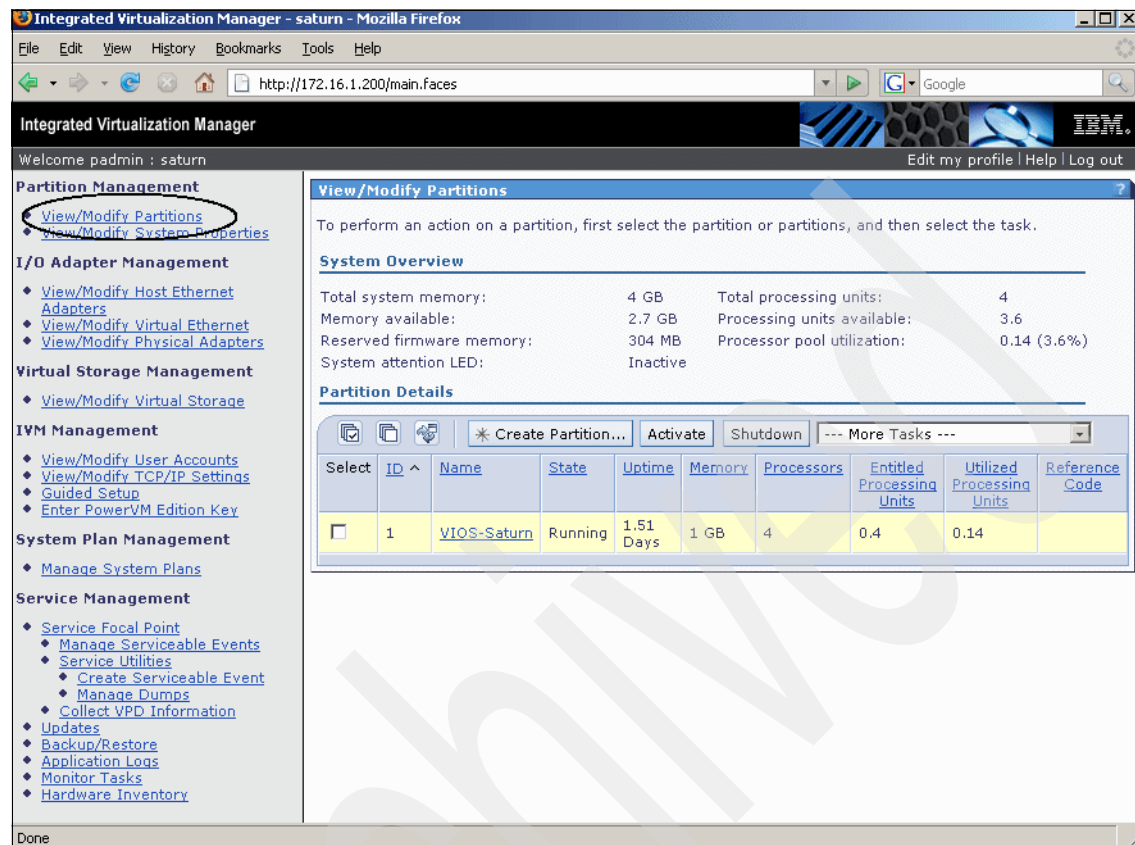 Integrated Virtualization Manager - saturn - Mozilla Firefox
File Edit View History Bookmarks Tools Help
http://172.16.1.200/main.faces
G Google
Integrated Virtualization Manager
IBM.
Welcome padmin : saturn
Edit my profile | Help | Log out
Partition Management
View/Modify Partitions
View/Modify System Properties
I/O Adapter Management
View/Modify Host Ethernet
Adapters
View/Modify Virtual Ethernet
View/Modify Physical Adapters
Virtual Storage Management
View/Modify Virtual Storage
IVM Management
View/Modify User Accounts
View/Modify TCP/IP Settings
Guided Setup
Enter PowerVM Edition Key
System Plan Management
Manage System Plans
Service Management
Service Focal Point
Manage Serviceable Events
Service Utilities
Create Serviceable Event
Manage Dumps
Collect VPD Information
Updates
Backup/Restore
Application Logs
Monitor Tasks
Hardware Inventory
View/Modify Partitions ?
To perform an action on a partition, first select the partition or partitions, and then select the task.
System Overview
Total system memory: 4 GB Total processing units: 4
Memory available: 2.7 GB Processing units available: 3.6
Reserved firmware memory: 304 MB Processor pool utilization: 0.14 (3.6%)
System attention LED: Inactive
Partition Details
Create Partition... Activate Shutdown --- More Tasks ---
Select ID ^ Name State Uptime Memory Processors Entitled Processing Units Utilized Processing Units Reference Code
1 VIOS-Saturn Running 1.51 Days 1 GB 4 0.4 0.14
Done